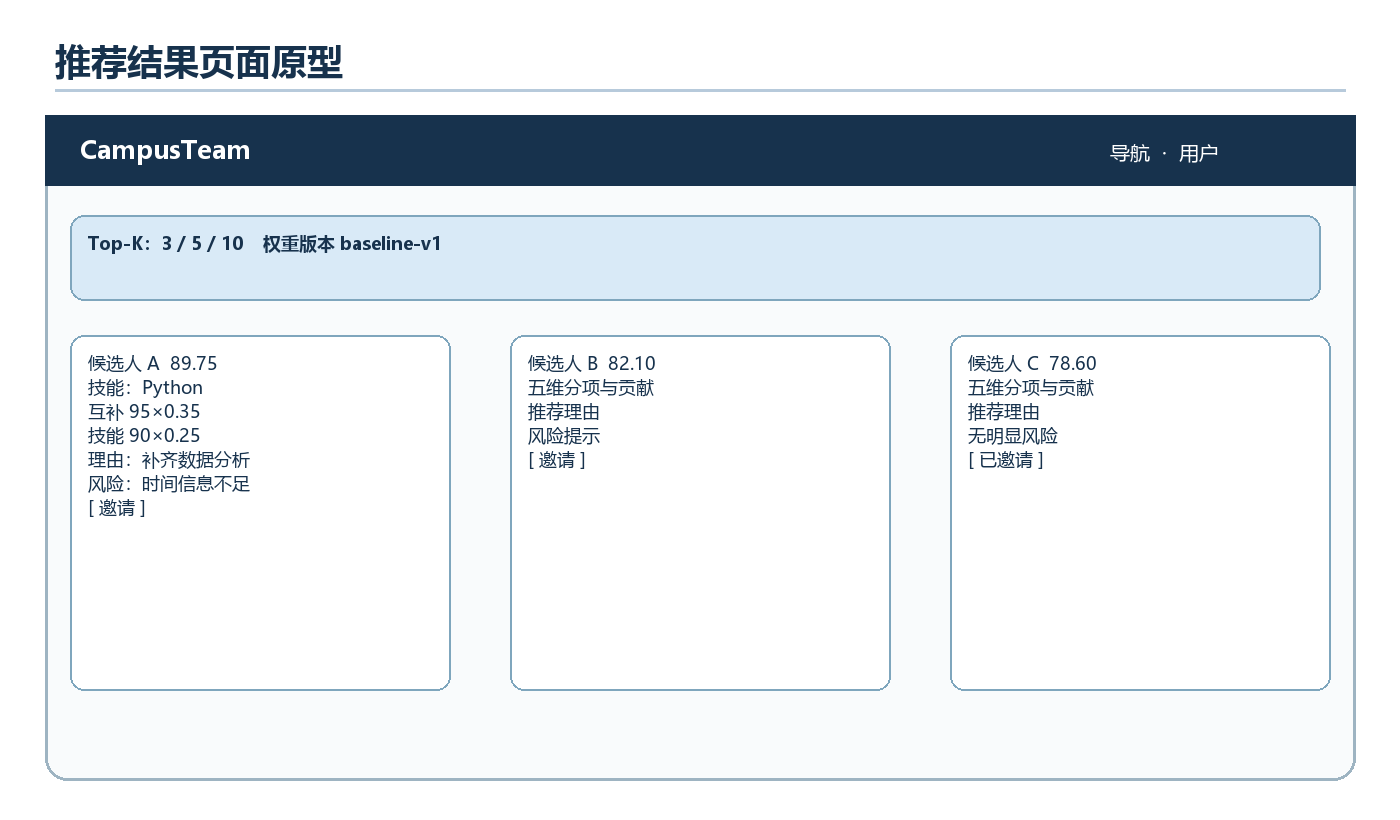 推荐结果页面原型
CampusTeam
导航 · 用户
Top-K：3 / 5 / 10 权重版本 baseline-v1
候选人 A 89.75
技能：Python
互补 95×0.35
技能 90×0.25
理由：补齐数据分析
风险：时间信息不足
[ 邀请 ]
候选人 B 82.10
五维分项与贡献
推荐理由
风险提示
[ 邀请 ]
候选人 C 78.60
五维分项与贡献
推荐理由
无明显风险
[ 已邀请 ]